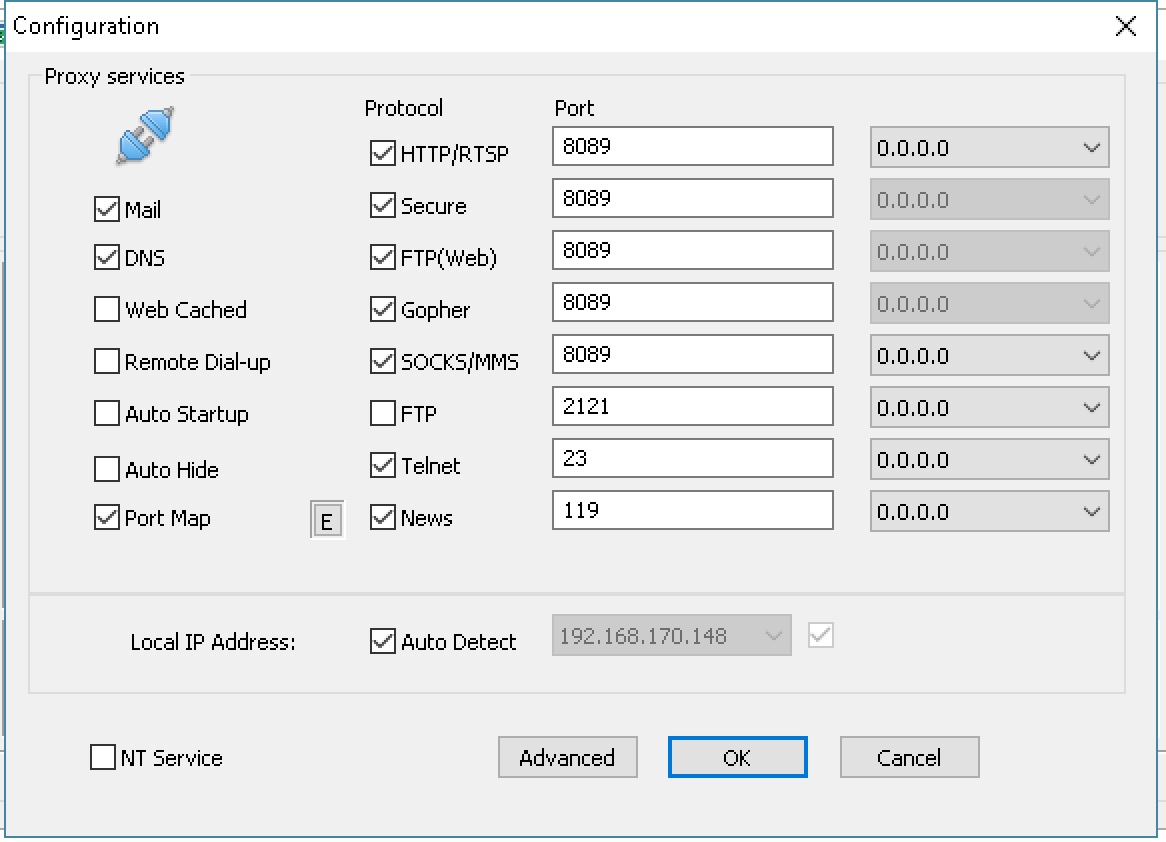 Configuration
Proxy services
Protocol Port
HTTP/RTSP 8089 0.0.0.0
Mail Secure 8089 0.0.0.0
DNS FTP(Web) 8089 0.0.0.0
Web Cached Gopher 8089 0.0.0.0
Remote Dial-up SOCKS/MMS 8089 0.0.0.0
Auto Startup FTP 2121 0.0.0.0
Auto Hide Telnet 23 0.0.0.0
Port Map E News 119 0.0.0.0
Local IP Address: Auto Detect 192.168.170.148
NT Service Advanced OK Cancel